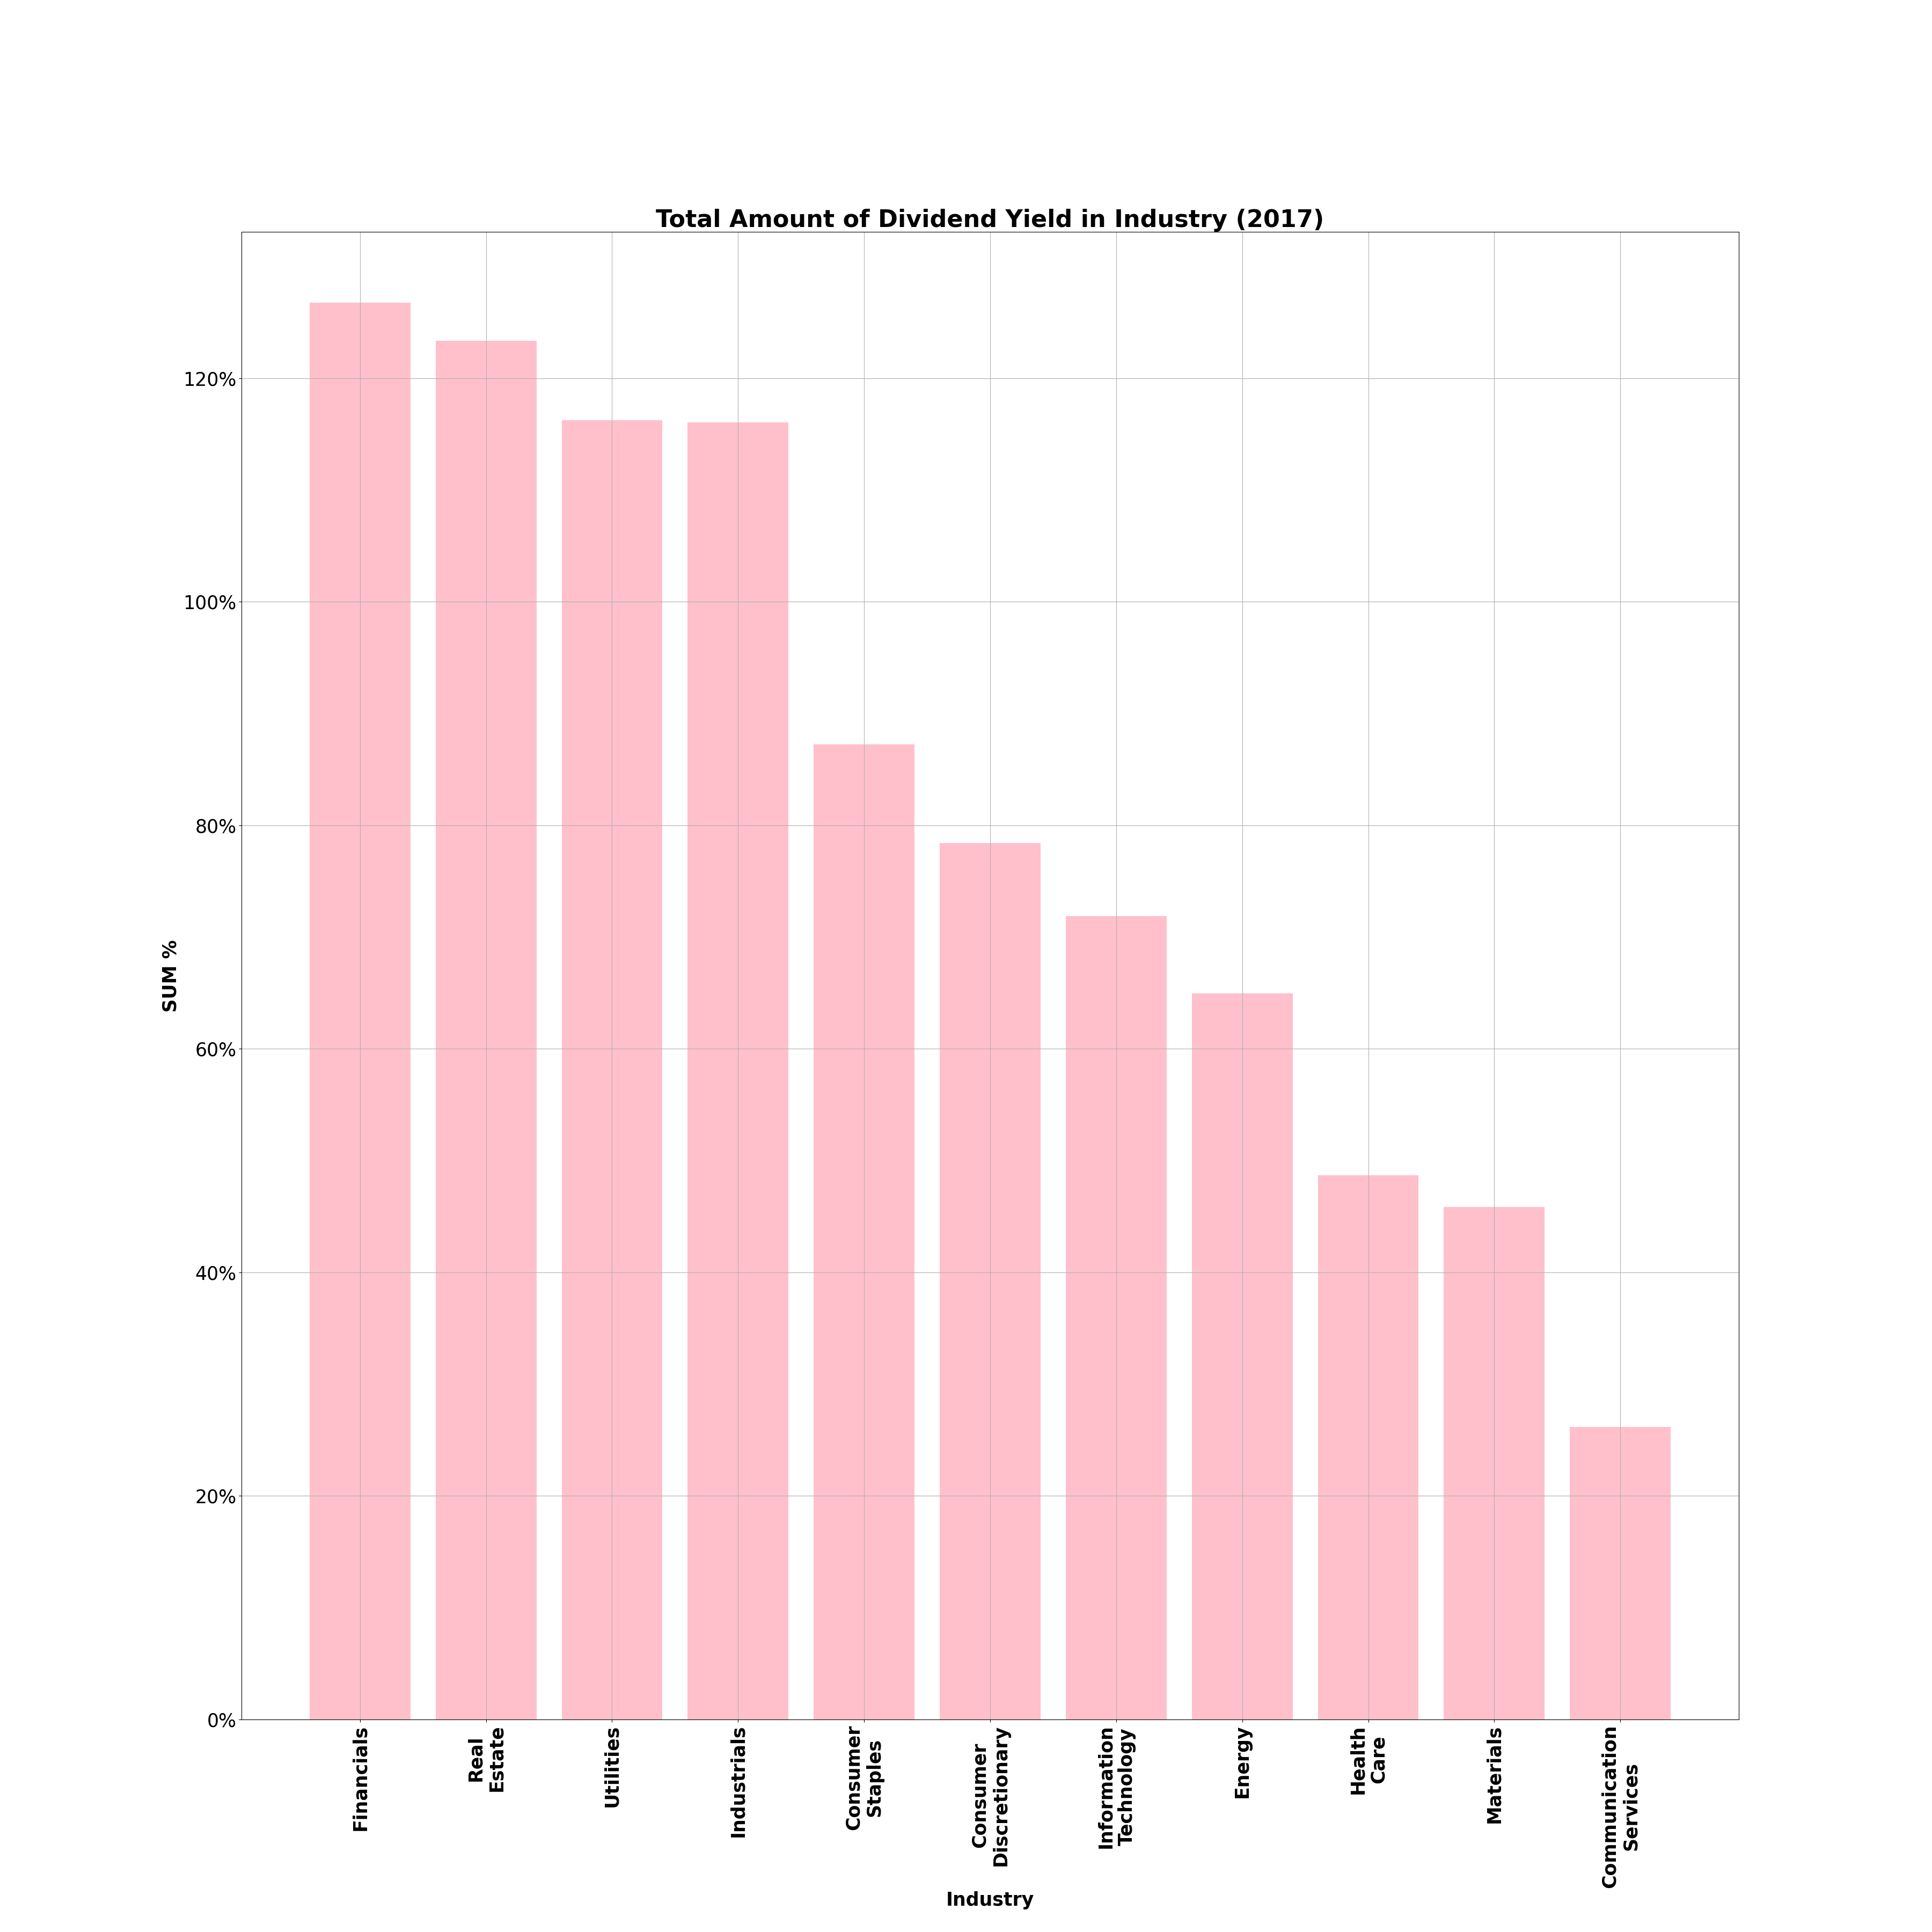 Total Amount of Dividend Yield in Industry (2017)
120%
100%
80%
60%
40%
20%
0%
SUM %
Financials
Real
Estate
Utilities
Industrials
Consumer
Staples
Consumer
Discretionary
Information
Technology
Energy
Health
Care
Materials
Communication
Services
Industry